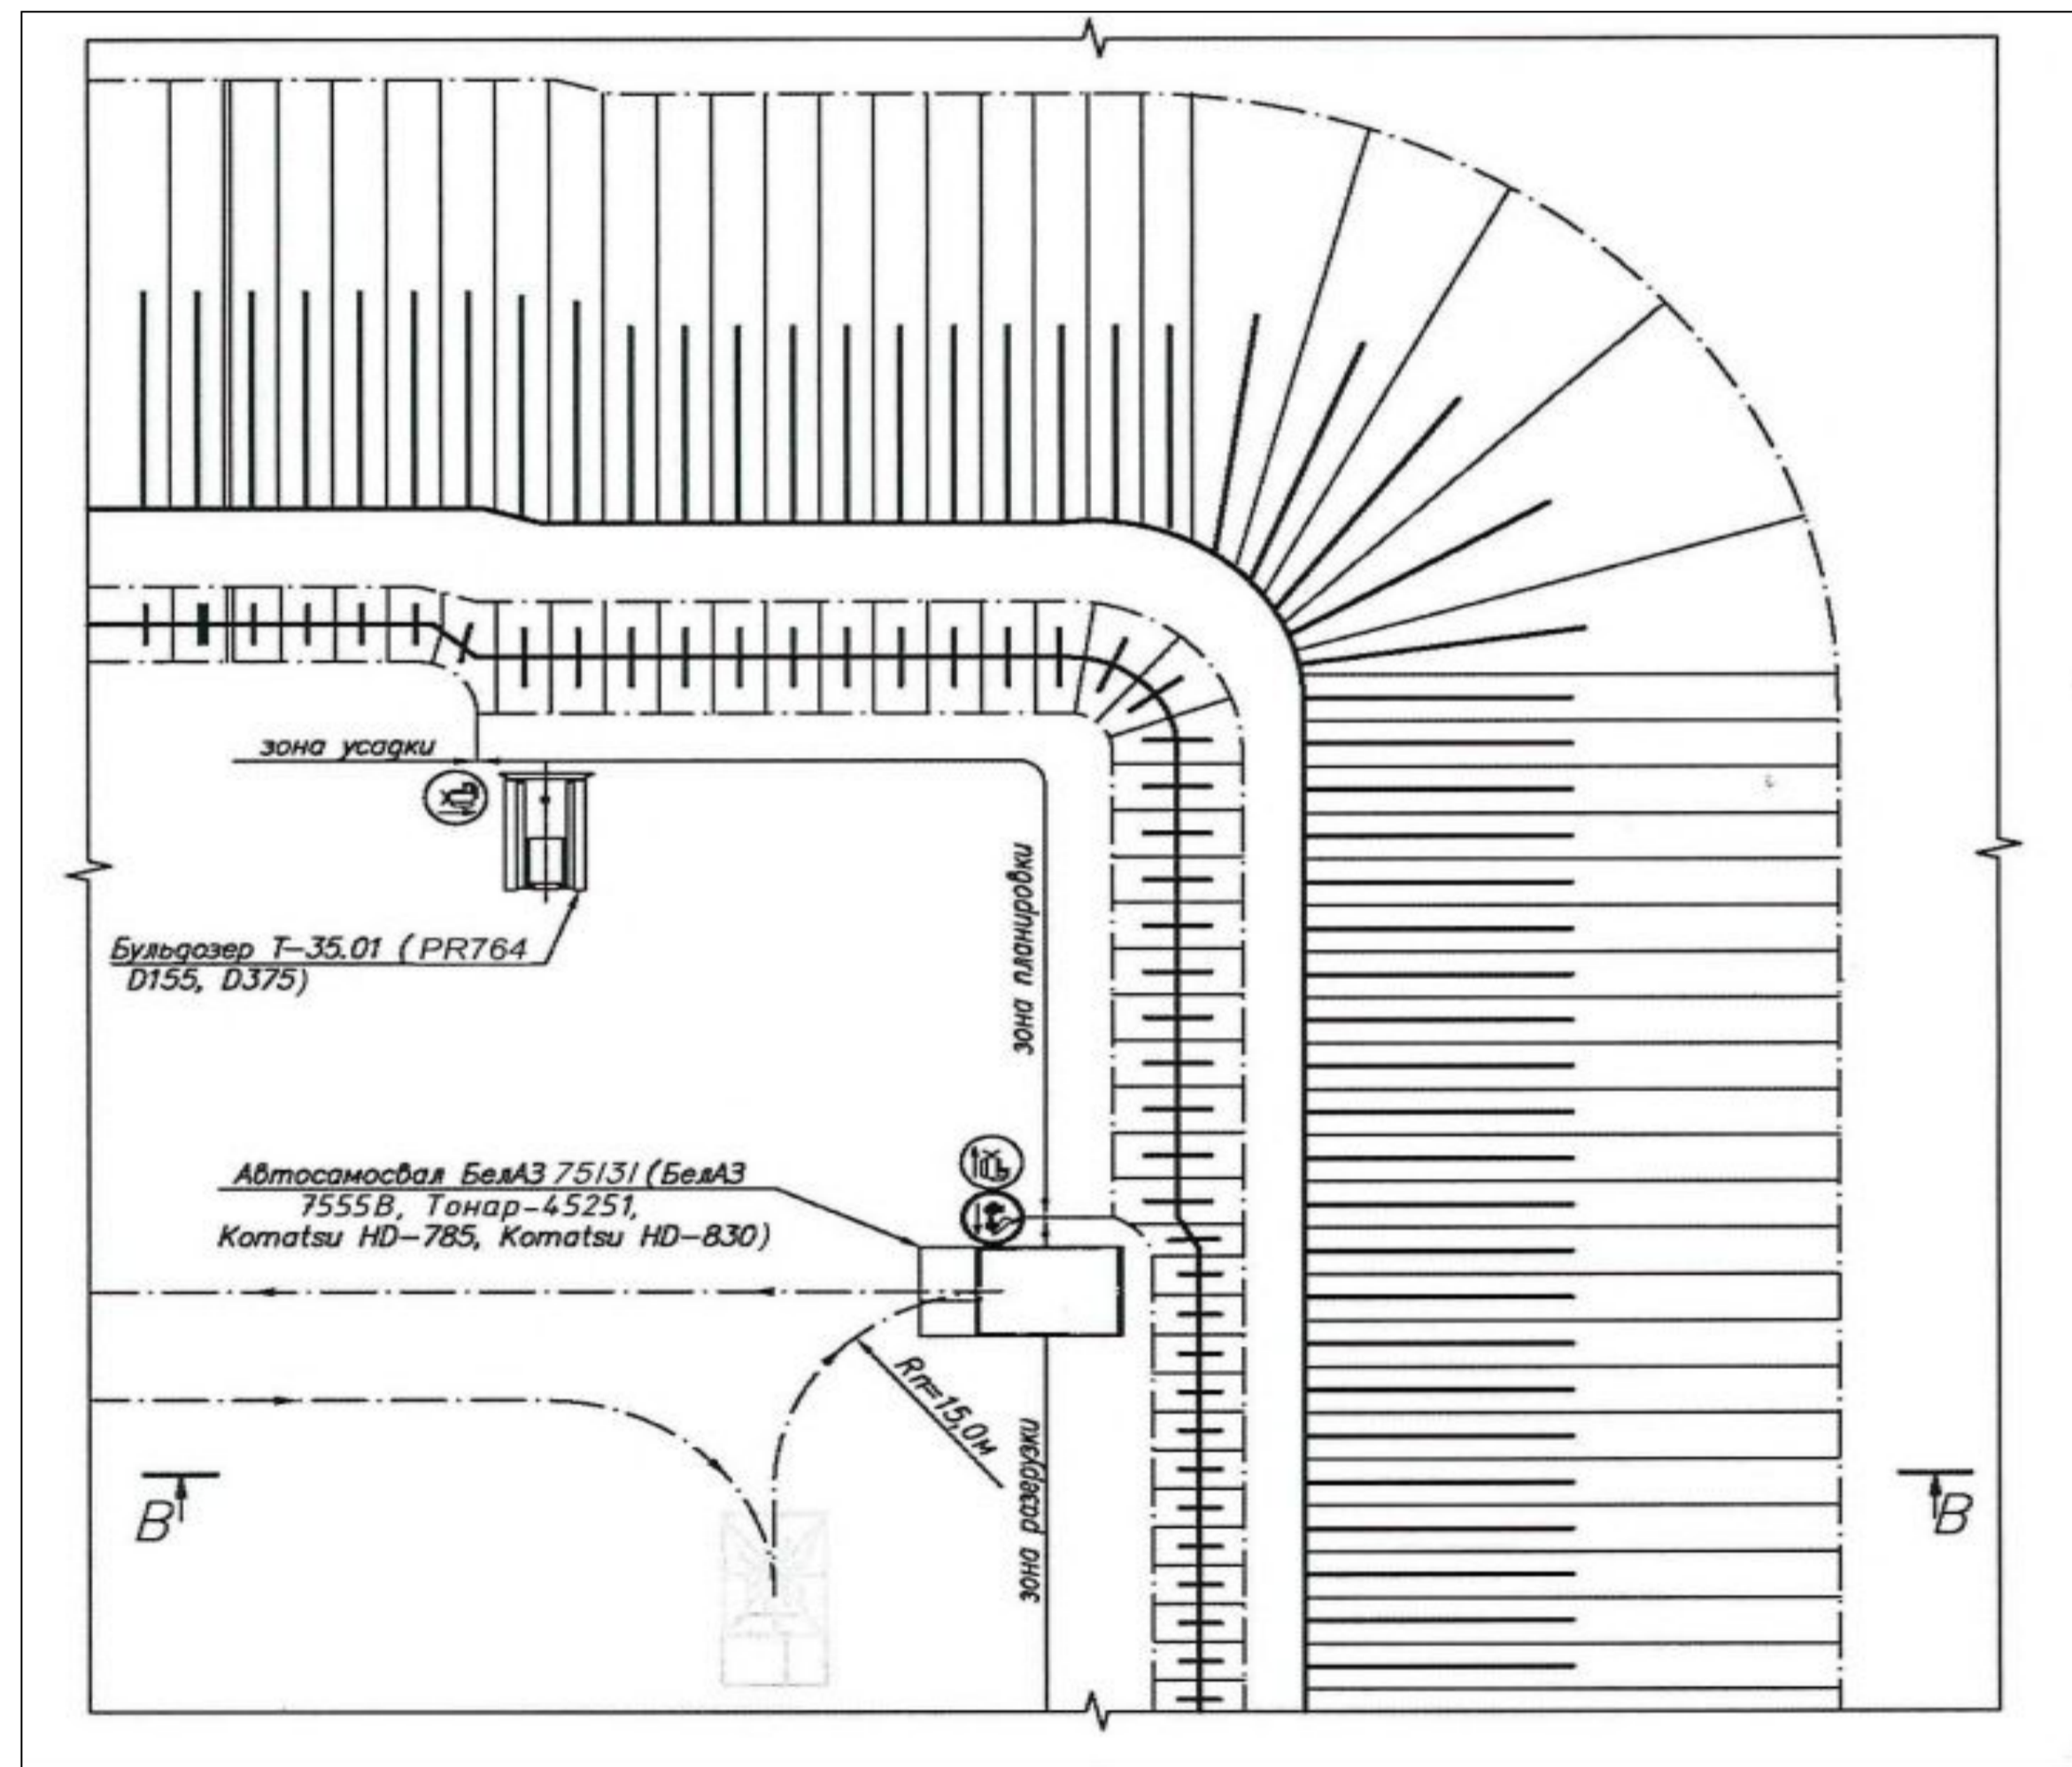 зона усадки
Бульдозер Т-35.01 (PR764
D155, D375)
зона планировки
Автосамосвал БелАЗ 75131 (БелАЗ
7555В, Тонар-45251,
Komatsu HD-785, Komatsu HD-830)
Rп=15,0м
зона разгрузки
В
В